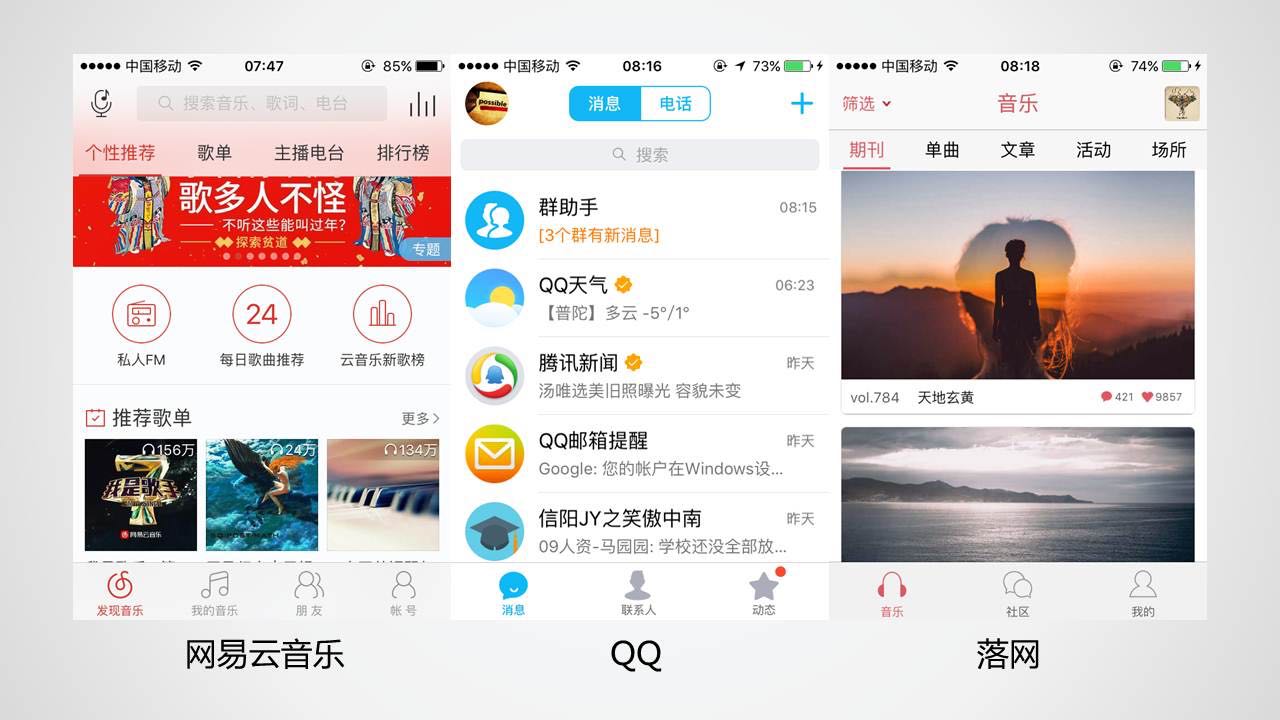 中国移动 07:47 85%
搜索音乐、歌词、电台
个性推荐 歌单 主播电台 排行榜
歌多人不怪
不听这些能叫过年?
探索贫道
专题
24
私人FM 每日歌曲推荐 云音乐新歌榜
推荐歌单 更多
156万 24万 134万
我是歌手
网易云音乐
发现音乐 我的音乐 朋友 帐号
网易云音乐
中国移动 08:16 73%
possible
消息 电话
搜索
群助手 08:15
[3个群有新消息]
QQ天气 06:23
【普陀】多云 -5°/1°
腾讯新闻 昨天
汤唯选美旧照曝光 容貌未变
QQ邮箱提醒 昨天
Google: 您的帐户在Windows设...
信阳JY之笑傲中南 昨天
09人资-马园园: 学校还没全部放...
消息 联系人 动态
QQ
中国移动 08:18 74%
筛选 音乐
期刊 单曲 文章 活动 场所
vol.784 天地玄黄 421 9857
音乐 社区 我的
落网